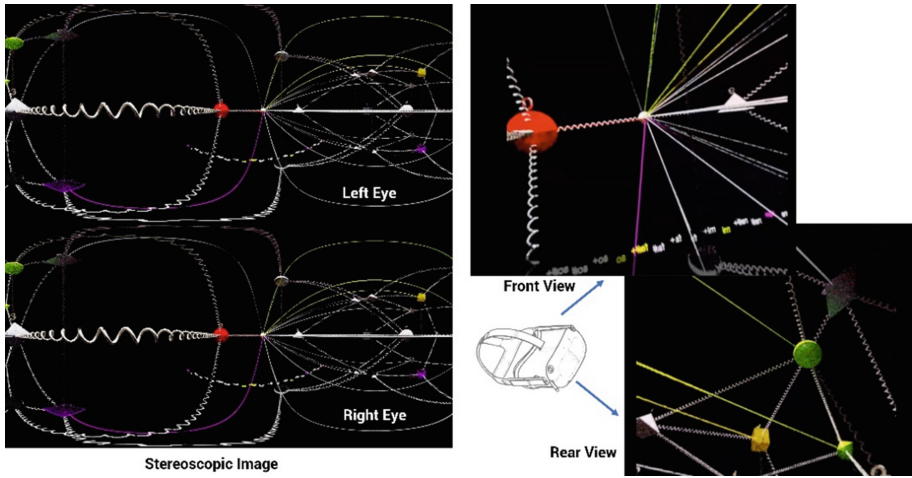 Left Eye
Right Eye
Stereoscopic Image
Front View
Rear View